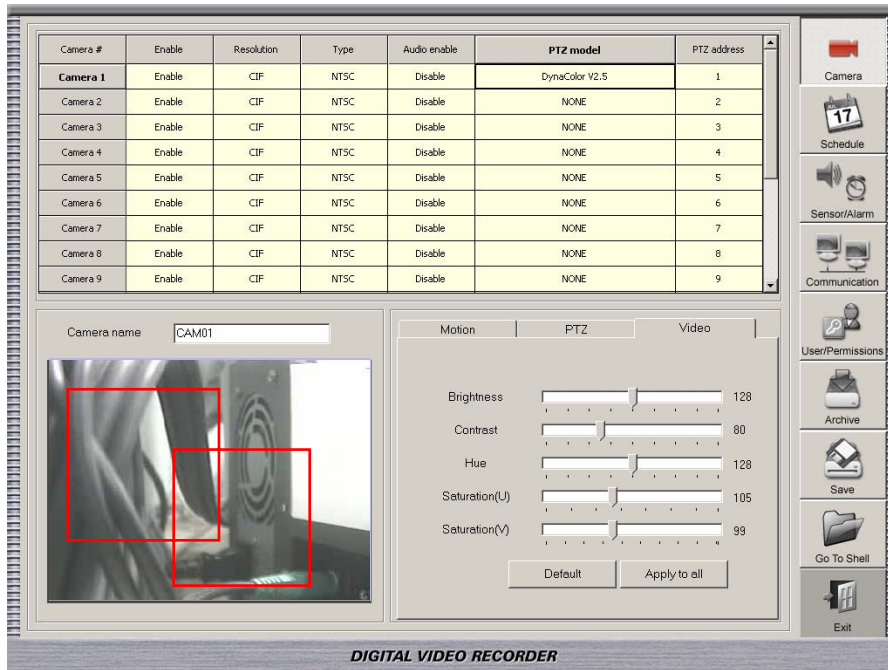 Camera # Enable Resolution Type Audio enable PTZ model PTZ address
Camera 1 Enable CIF NTSC Disable DynaColor V2.5 1
Camera 2 Enable CIF NTSC Disable NONE 2
Camera 3 Enable CIF NTSC Disable NONE 3
Camera 4 Enable CIF NTSC Disable NONE 4
Camera 5 Enable CIF NTSC Disable NONE 5
Camera 6 Enable CIF NTSC Disable NONE 6
Camera 7 Enable CIF NTSC Disable NONE 7
Camera 8 Enable CIF NTSC Disable NONE 8
Camera 9 Enable CIF NTSC Disable NONE 9
Camera name CAM01
Motion PTZ Video
Brightness 128
Contrast 80
Hue 128
Saturation(U) 105
Saturation(V) 99
Default Apply to all
Camera
17
Schedule
Sensor/Alarm
Communication
User/Permissions
Archive
Save
Go To Shell
Exit
DIGITAL VIDEO RECORDER